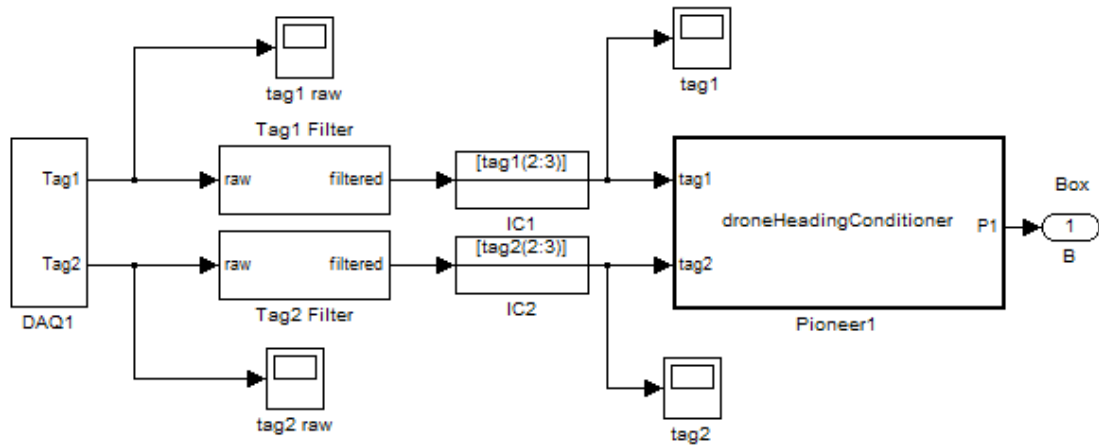 tag1 raw
tag1
Tag1 Filter
Tag1
raw
filtered
[tag1(2:3)]
IC1
tag1
droneHeadingConditioner
P1
Box
1
B
Tag2
raw
filtered
[tag2(2:3)]
IC2
tag2
DAQ1
Tag2 Filter
Pioneer1
tag2 raw
tag2